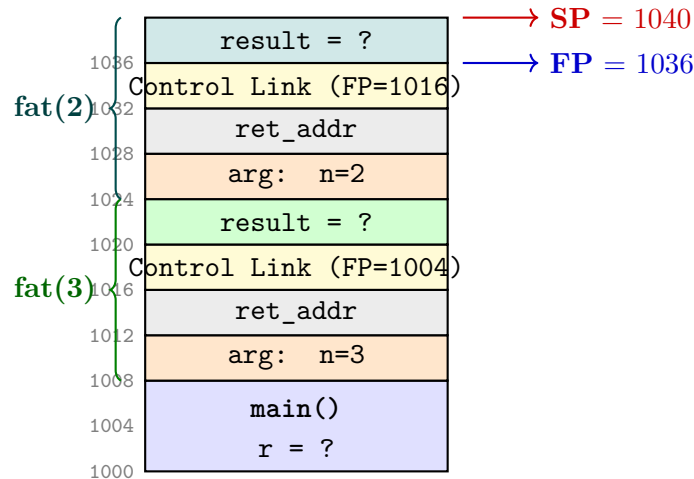 result = ?
SP = 1040
1036
FP = 1036
Control Link (FP=1016)
fat(2)
1032
ret_addr
1028
arg: n=2
1024
result = ?
1020
Control Link (FP=1004)
fat(3)
1016
ret_addr
1012
arg: n=3
1008
main()
1004
r = ?
1000